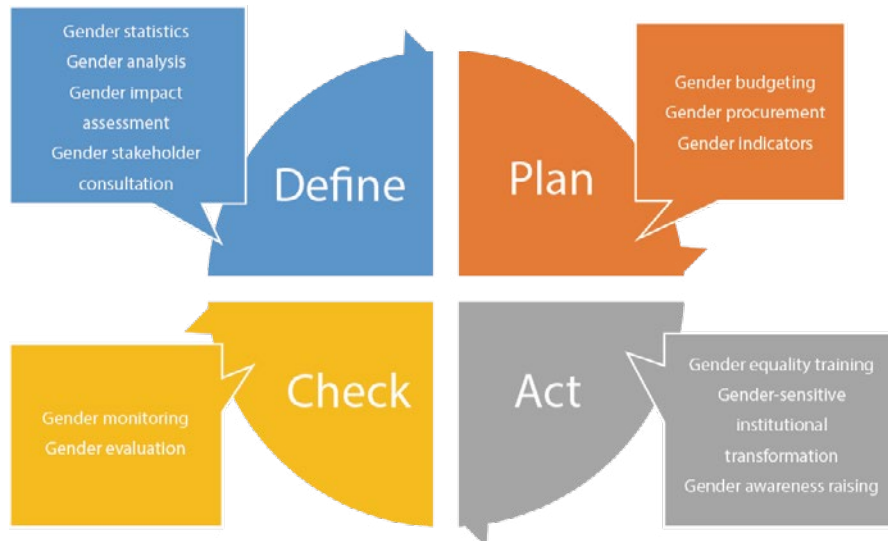 Gender statistics
Gender analysis
Gender impact
assessment
Gender stakeholder
consultation
Define
Plan
Gender budgeting
Gender procurement
Gender indicators
Check
Gender monitoring
Gender evaluation
Act
Gender equality training
Gender-sensitive
institutional
transformation
Gender awareness raising